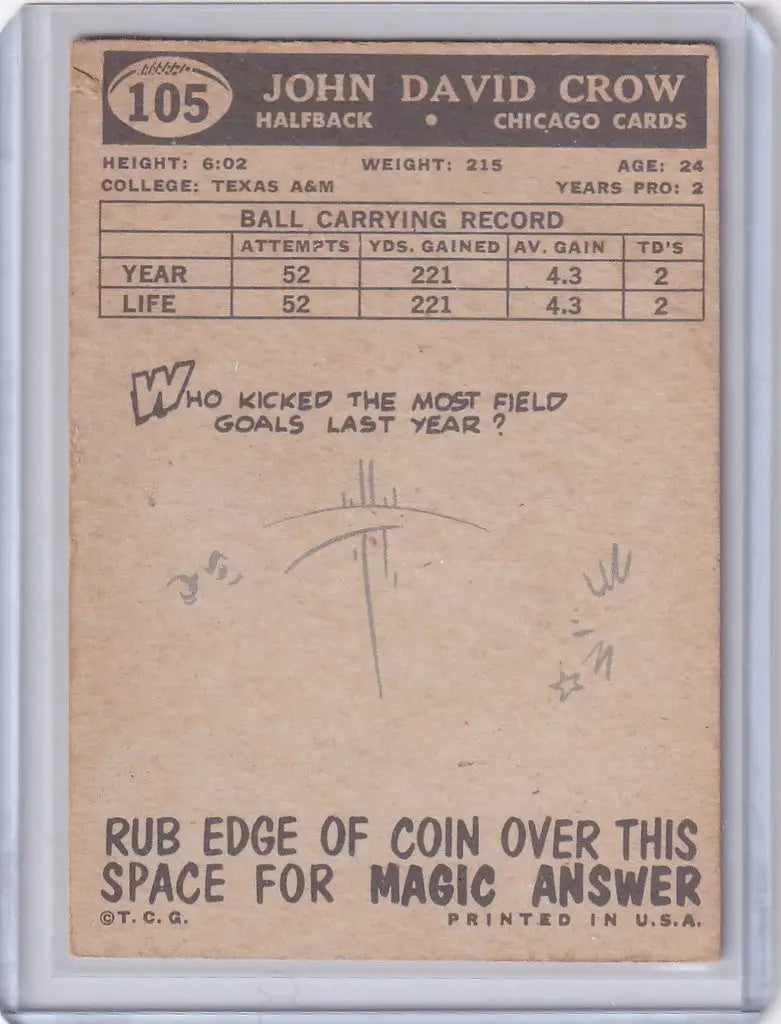 105 JOHN DAVID CROW
HALFBACK • CHICAGO CARDS
HEIGHT: 6:02 WEIGHT: 215 AGE: 24
COLLEGE: TEXAS A&M YEARS PRO: 2
BALL CARRYING RECORD
ATTEMPTS YDS. GAINED AV. GAIN TD'S
YEAR 52 221 4.3 2
LIFE 52 221 4.3 2
WHO KICKED THE MOST FIELD
GOALS LAST YEAR?
RUB EDGE OF COIN OVER THIS
SPACE FOR MAGIC ANSWER
©T.C.G. PRINTED IN U.S.A.